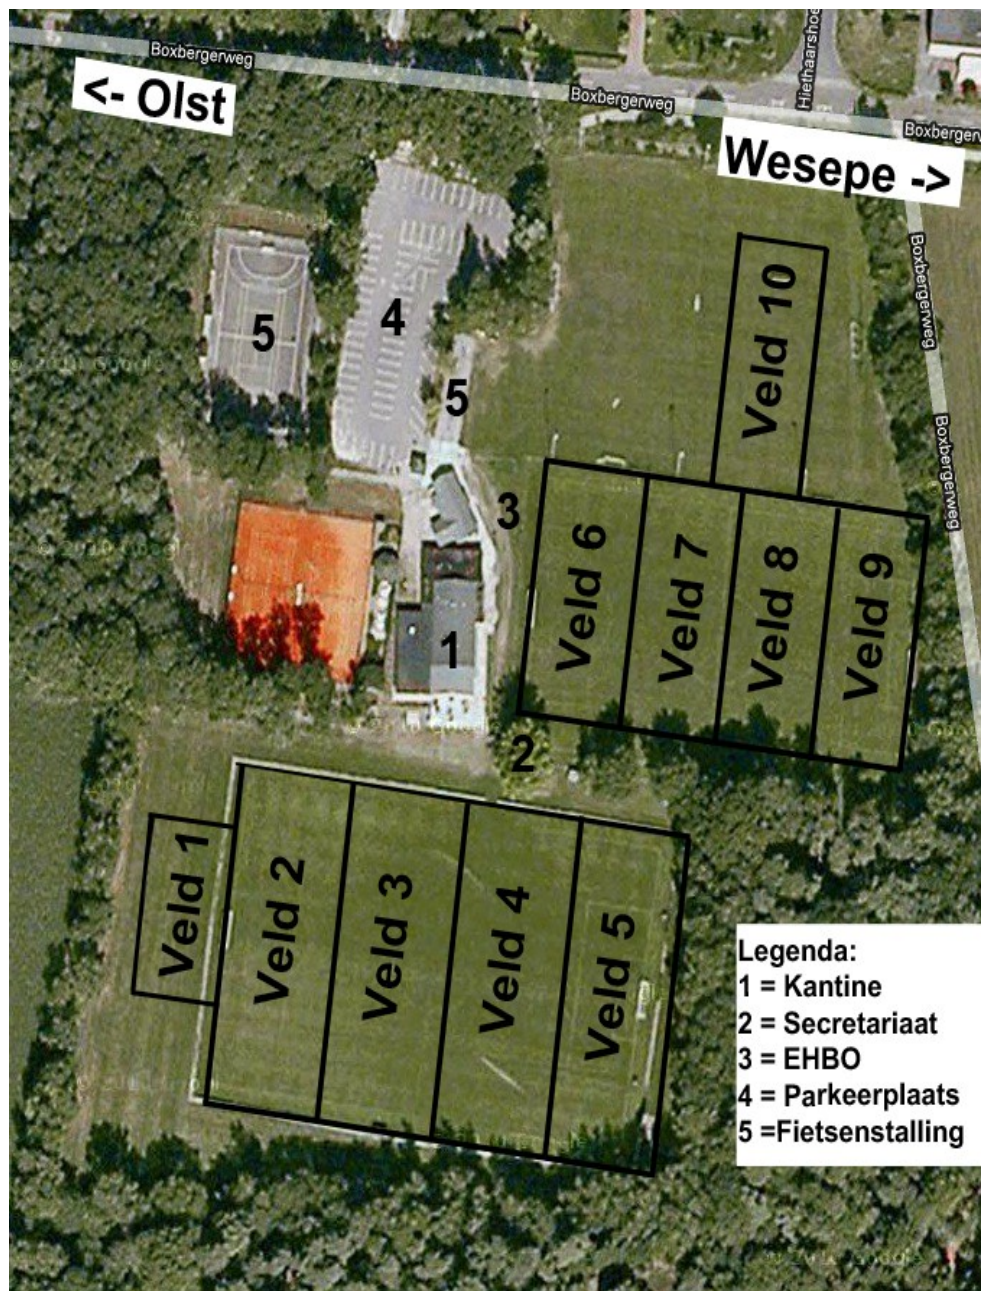 Boxbergerweg
<- Olst
Boxbergerweg
Hiethaarshoe
Boxbergerw
Wesepe ->
Boxbergerweg
Boxbergerweg
Veld 10
5
4
5
3
Veld 6
Veld 7
Veld 8
Veld 9
1
2
Veld 1
Veld 2
Veld 3
Veld 4
Veld 5
Legenda:
1 = Kantine
2 = Secretariaat
3 = EHBO
4 = Parkeerplaats
5 =Fietsenstalling